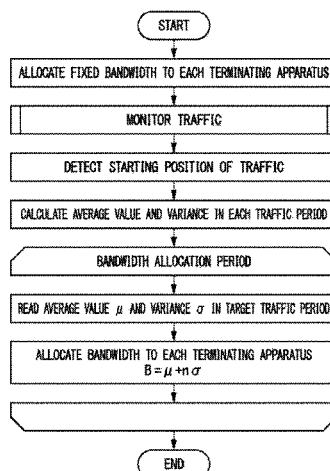 START
ALLOCATE FIXED BANDWIDTH TO EACH TERMINATING APPARATUS
MONITOR TRAFFIC
DETECT STARTING POSITION OF TRAFFIC
CALCULATE AVERAGE VALUE AND VARIANCE IN EACH TRAFFIC PERIOD
BANDWIDTH ALLOCATION PERIOD
READ AVERAGE VALUE μ AND VARIANCE σ IN TARGET TRAFFIC PERIOD
ALLOCATE BANDWIDTH TO EACH TERMINATING APPARATUS
B=μ+nσ
END